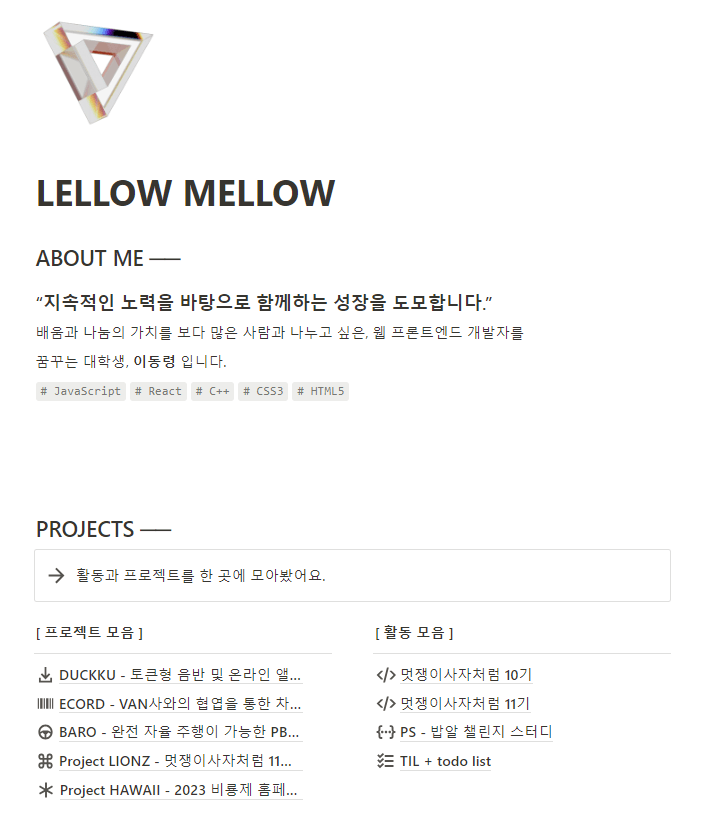 LELLOW MELLOW
ABOUT ME ──
“지속적인 노력을 바탕으로 함께하는 성장을 도모합니다.”
배움과 나눔의 가치를 보다 많은 사람과 나누고 싶은, 웹 프론트엔드 개발자를
꿈꾸는 대학생, 이동령 입니다.
# JavaScript # React # C++ # CSS3 # HTML5
PROJECTS ──
활동과 프로젝트를 한 곳에 모아봤어요.
[ 프로젝트 모음 ]
DUCKKU - 토큰형 음반 및 온라인 앨...
ECORD - VAN사와의 협엽을 통한 차...
BARO - 완전 자율 주행이 가능한 PB...
Project LIONZ - 멋쟁이사자처럼 11...
Project HAWAII - 2023 비룡제 홈페...
[ 활동 모음 ]
멋쟁이사자처럼 10기
멋쟁이사자처럼 11기
PS - 밥알 챌린지 스터디
TIL + todo list